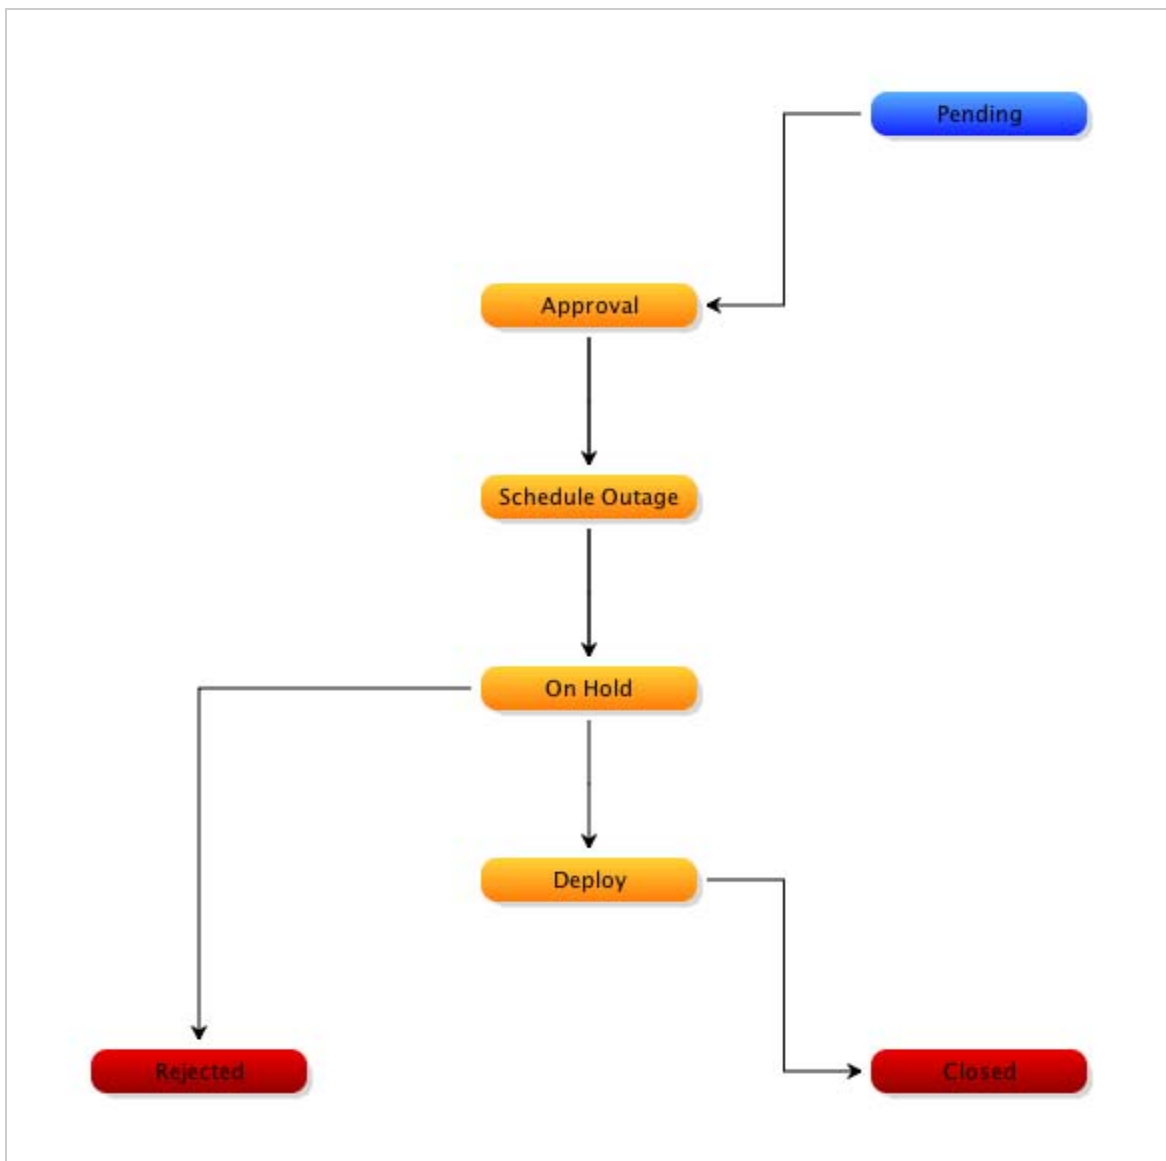 Pending
Approval
Schedule Outage
On Hold
Deploy
Rejected
Closed